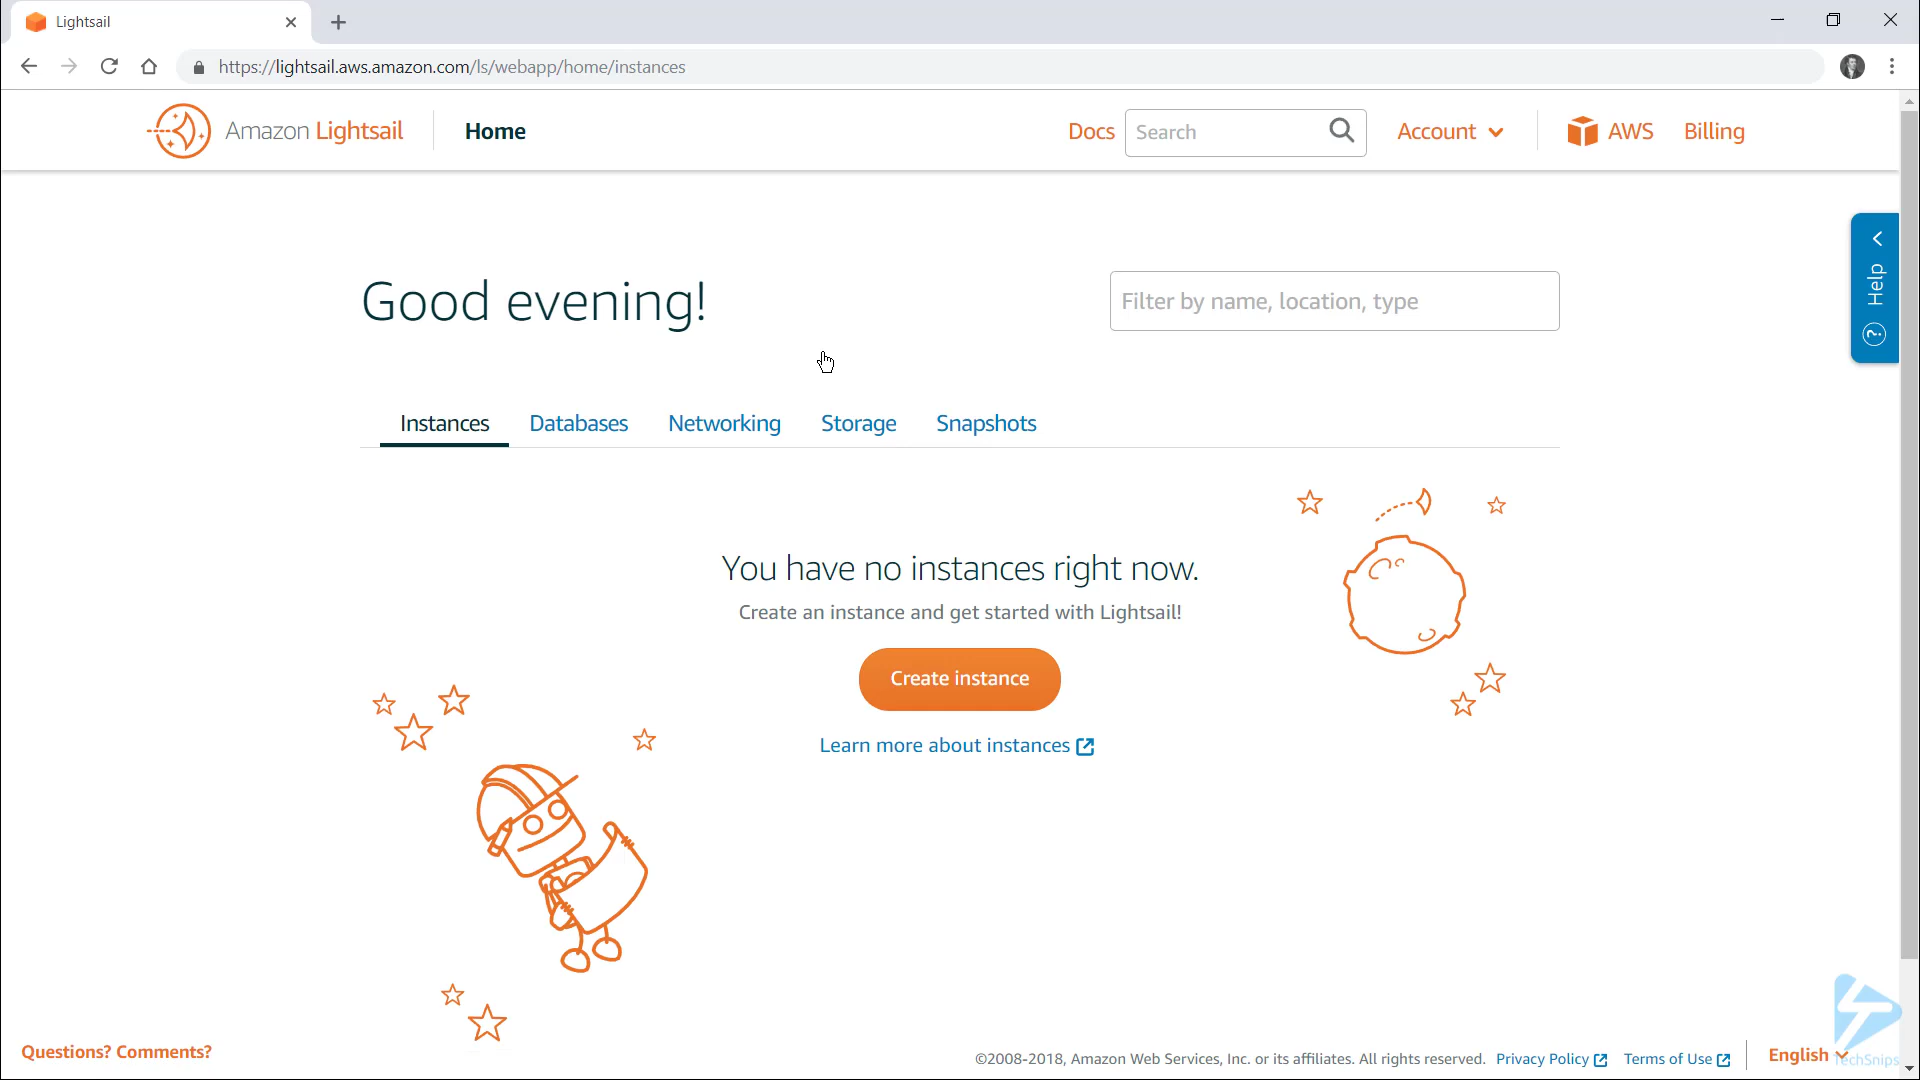 Lightsail
https://lightsail.aws.amazon.com/ls/webapp/home/instances
Amazon Lightsail
Home
Docs
Search
Account
AWS
Billing
Help
Good evening!
Filter by name, location, type
Instances
Databases
Networking
Storage
Snapshots
You have no instances right now.
Create an instance and get started with Lightsail!
Create instance
Learn more about instances
Questions? Comments?
©2008-2018, Amazon Web Services, Inc. or its affiliates. All rights reserved.
Privacy Policy
Terms of Use
English
TechSnips